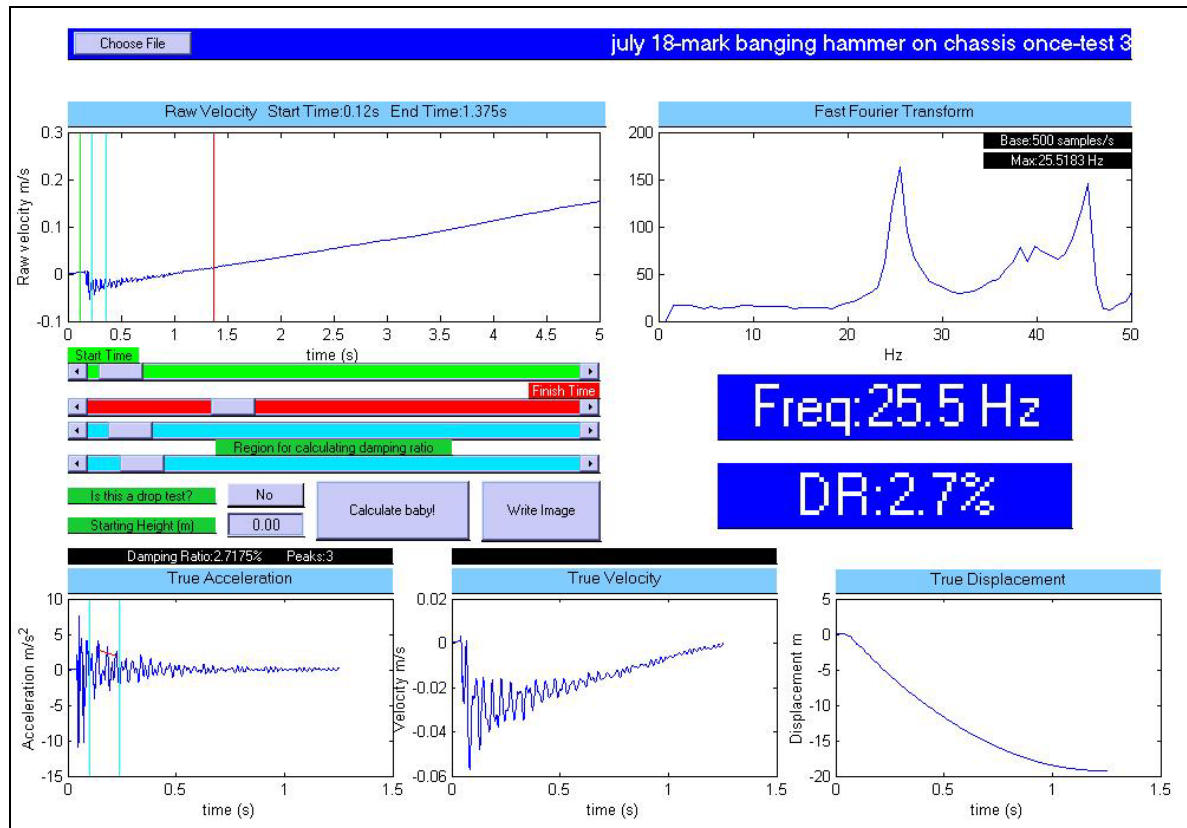 Choose File
july 18-mark banging hammer on chassis once-test 3
Raw Velocity Start Time:0.12s End Time:1.375s
Raw velocity m/s
0.3
0.2
0.1
0
-0.1
0 0.5 1 1.5 2 2.5 3 3.5 4 4.5 5
time (s)
Fast Fourier Transform
Base:500 samples/s
Max:25.5183 Hz
200
150
100
50
0
0 10 20 30 40 50
Hz
Start Time
Finish Time
Region for calculating damping ratio
Is this a drop test?
No
Starting Height (m)
0.00
Calculate baby!
Write Image
Freq:25.5 Hz
DR:2.7%
Damping Ratio:2.7175% Peaks:3
True Acceleration
Acceleration m/s²
10
5
0
-5
-10
-15
0 0.5 1 1.5
time (s)
True Velocity
Velocity m/s
0.02
0
-0.02
-0.04
-0.06
0 0.5 1 1.5
time (s)
True Displacement
Displacement m
5
0
-5
-10
-15
-20
0 0.5 1 1.5
time (s)